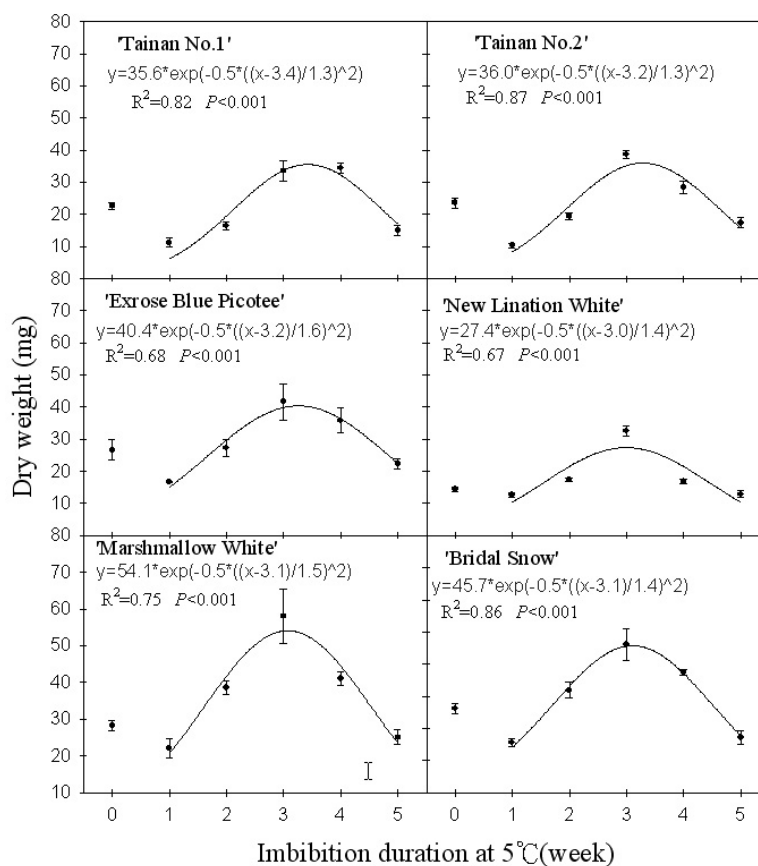 80
70
60
50
40
30
20
10
'Tainan No.1'
y=35.6*exp(-0.5*((x-3.4)/1.3)^2)
R²=0.82 P<0.001
'Tainan No.2'
y=36.0*exp(-0.5*((x-3.2)/1.3)^2)
R²=0.87 P<0.001
80
70
60
50
40
30
20
10
'Exrose Blue Picotee'
y=40.4*exp(-0.5*((x-3.2)/1.6)^2)
R²=0.68 P<0.001
'New Lination White'
y=27.4*exp(-0.5*((x-3.0)/1.4)^2)
R²=0.67 P<0.001
80
70
60
50
40
30
20
10
'Marshmallow White'
y=54.1*exp(-0.5*((x-3.1)/1.5)^2)
R²=0.75 P<0.001
'Bridal Snow'
y=45.7*exp(-0.5*((x-3.1)/1.4)^2)
R²=0.86 P<0.001
Dry weight (mg)
0 1 2 3 4 5 0 1 2 3 4 5
Imbibition duration at 5℃(week)